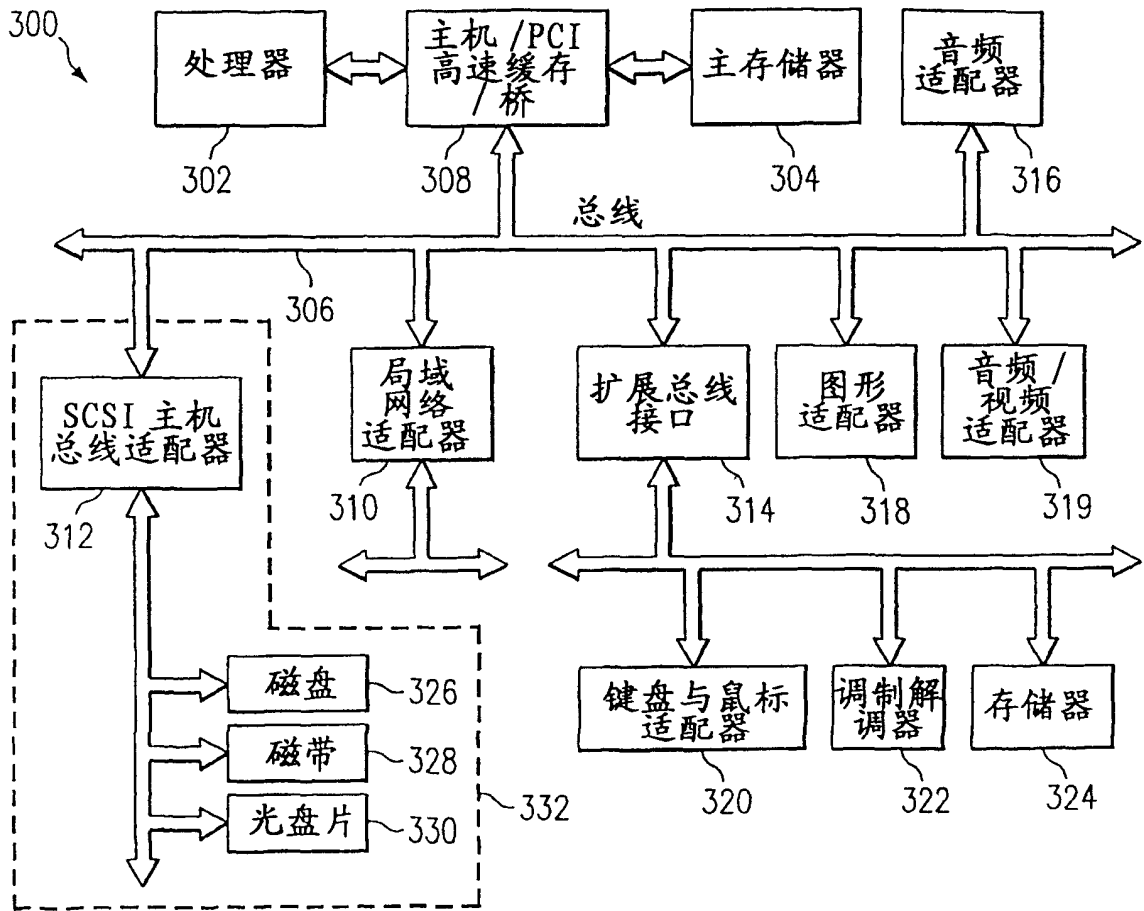 300
处理器
主机/PCI
高速缓存
/桥
主存储器
音频
适配器
302
308
304
316
总线
306
SCSI主机
总线适配器
局域
网络
适配器
扩展总线
接口
图形
适配器
音频/
视频
适配器
312
310
314
318
319
磁盘
326
磁带
328
光盘片
330
332
键盘与鼠标
适配器
调制解
调器
存储器
320
322
324